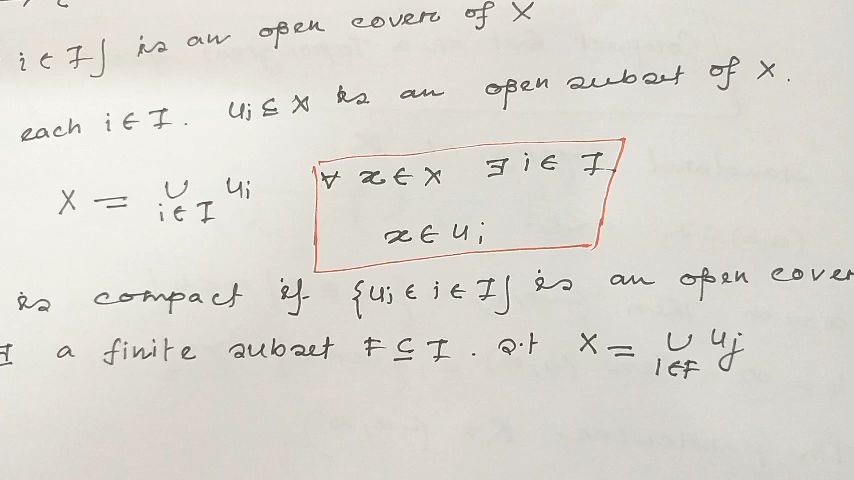 i ∈ I} is an open cover of X
each i ∈ I. Ui ⊆ X is an open subset of X.
X = ∪ i∈I Ui
∀ x ∈ X ∃ i ∈ I
x ∈ Ui
is compact if {Ui ∈ i ∈ I} is an open cover
∃ a finite subset F ⊆ I. s.t X = ∪ i∈F Uj